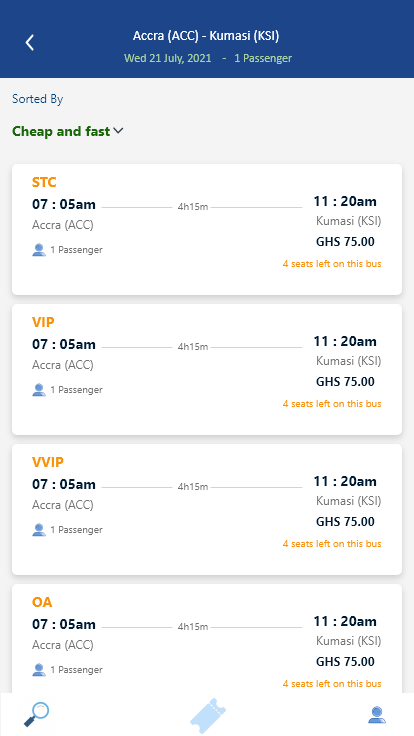 Accra (ACC) - Kumasi (KSI)
Wed 21 July, 2021 - 1 Passenger
Sorted By
Cheap and fast
STC
07 : 05am 4h15m 11 : 20am
Accra (ACC) Kumasi (KSI)
GHS 75.00
1 Passenger
4 seats left on this bus
VIP
07 : 05am 4h15m 11 : 20am
Accra (ACC) Kumasi (KSI)
GHS 75.00
1 Passenger
4 seats left on this bus
VVIP
07 : 05am 4h15m 11 : 20am
Accra (ACC) Kumasi (KSI)
GHS 75.00
1 Passenger
4 seats left on this bus
OA
07 : 05am 4h15m 11 : 20am
Accra (ACC) Kumasi (KSI)
GHS 75.00
1 Passenger
4 seats left on this bus